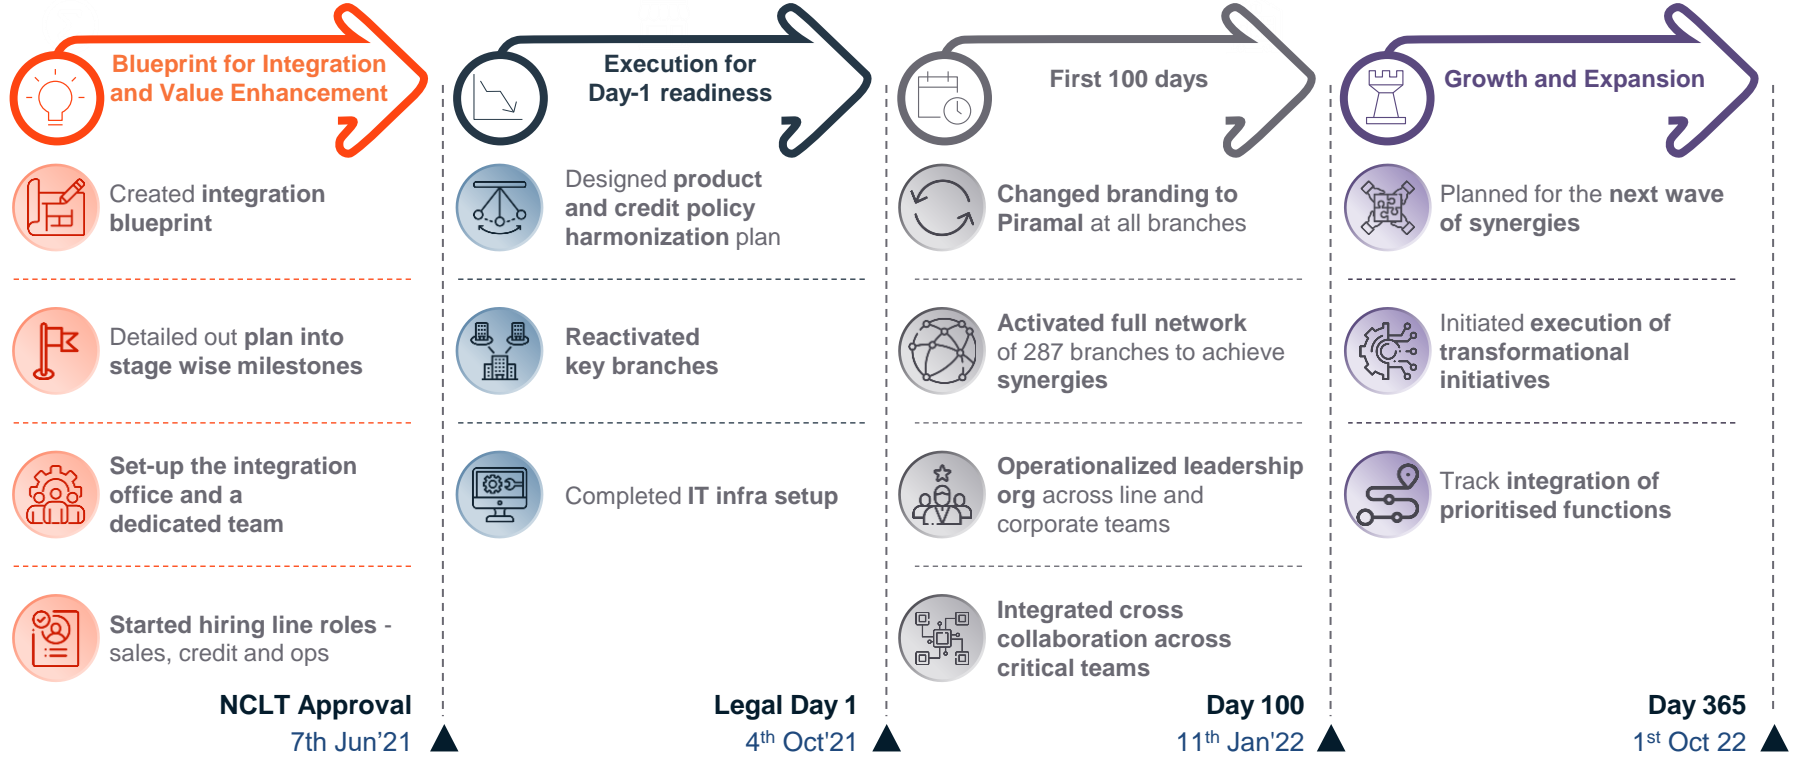 Blueprint for Integration
and Value Enhancement
Created integration
blueprint
Detailed out plan into
stage wise milestones
Set-up the integration
office and a
dedicated team
Started hiring line roles -
sales, credit and ops
NCLT Approval
7th Jun'21
Execution for
Day-1 readiness
Designed product
and credit policy
harmonization plan
Reactivated
key branches
Completed IT infra setup
Legal Day 1
4th Oct'21
First 100 days
Changed branding to
Piramal at all branches
Activated full network
of 287 branches to achieve
synergies
Operationalized leadership
org across line and
corporate teams
Integrated cross
collaboration across
critical teams
Day 100
11th Jan'22
Growth and Expansion
Planned for the next wave
of synergies
Initiated execution of
transformational
initiatives
Track integration of
prioritised functions
Day 365
1st Oct 22